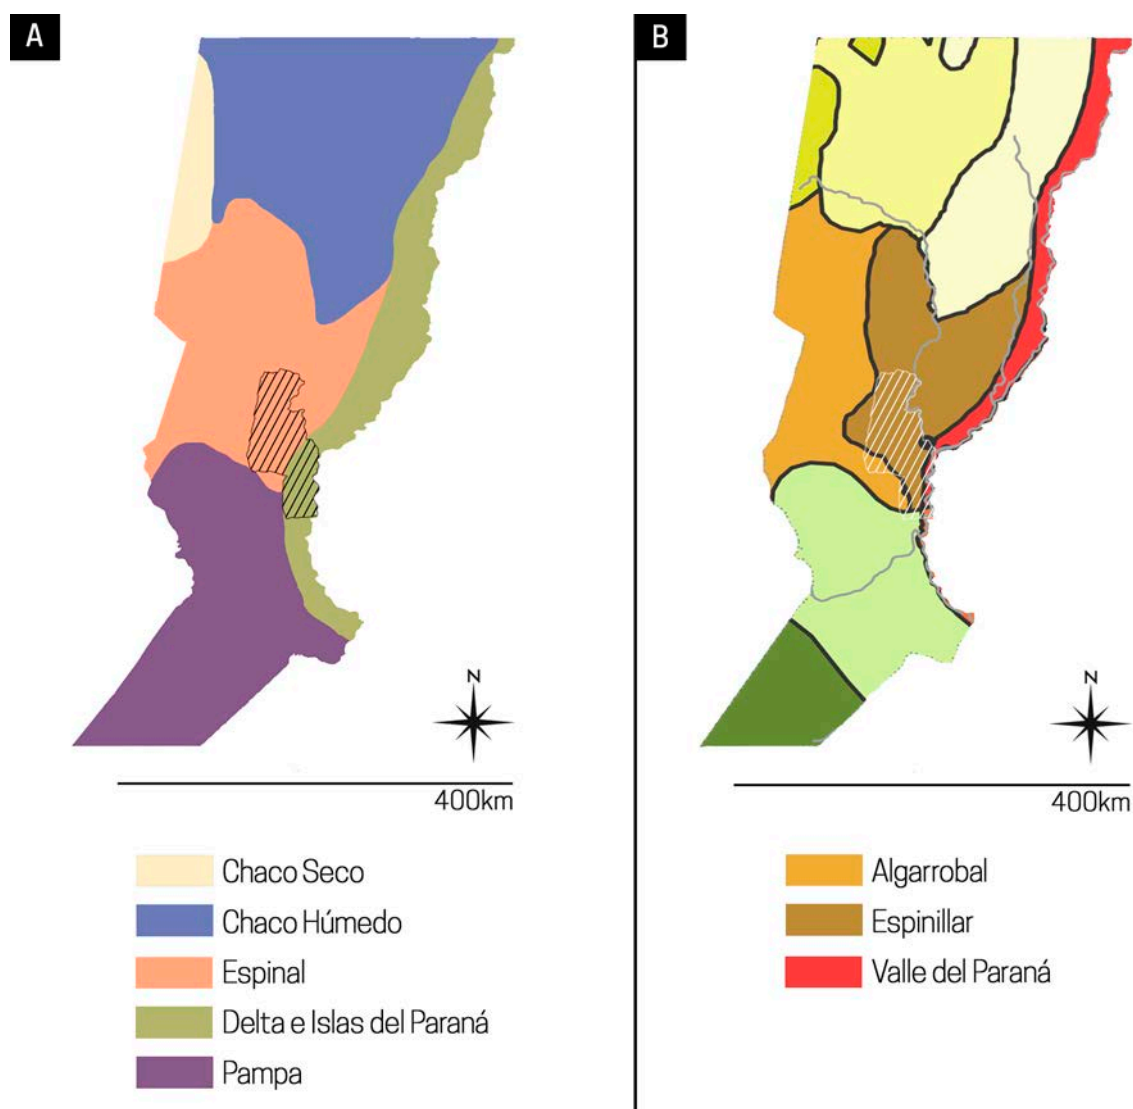 A
N
400km
Chaco Seco
Chaco Húmedo
Espinal
Delta e Islas del Paraná
Pampa
B
N
400km
Algarrobal
Espinillar
Valle del Paraná